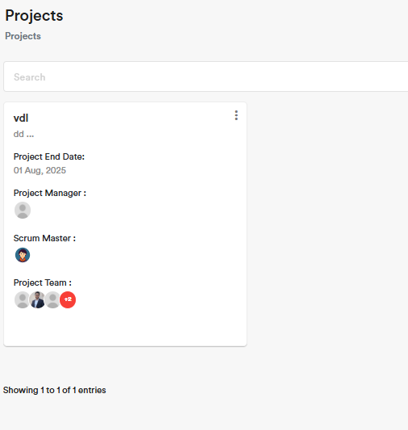 Projects
Projects
Search
vdl
dd ...
Project End Date:
01 Aug, 2025
Project Manager :
Scrum Master :
Project Team :
+2
Showing 1 to 1 of 1 entries